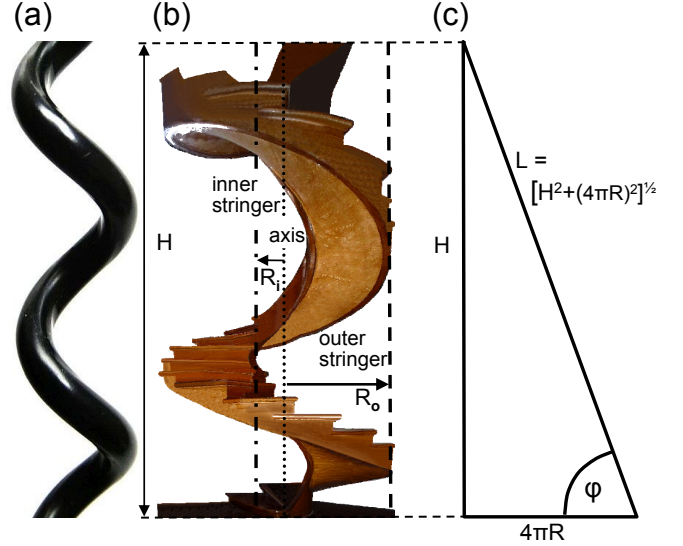 (a)
(b)
(c)
inner
stringer
axis
H
Rᵢ
outer
stringer
Rₒ
H
L =
[H²+(4πR)²]^½
φ
4πR